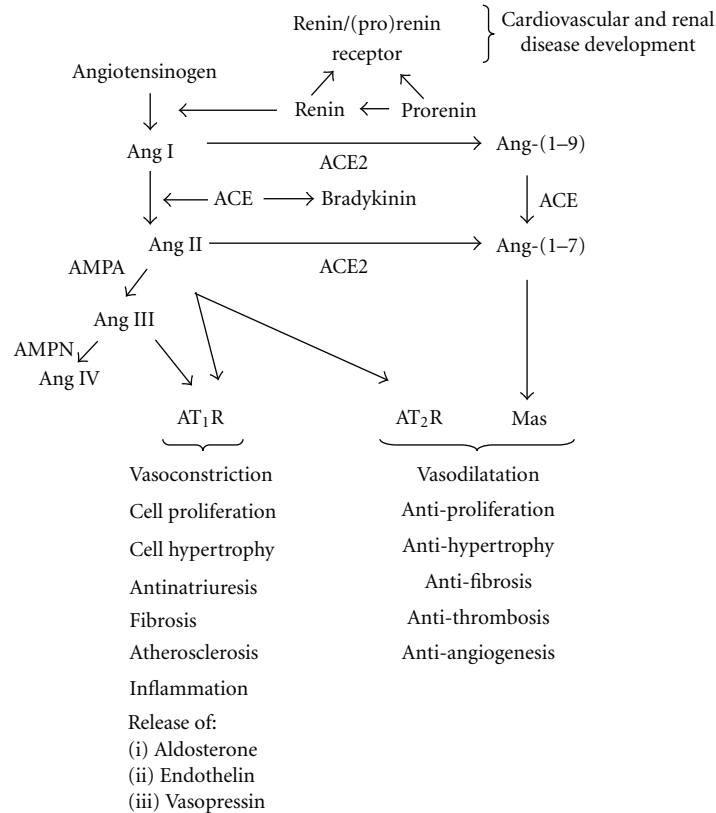 Renin/(pro)renin
receptor
Cardiovascular and renal
disease development
Angiotensinogen
Renin
Prorenin
Ang I
ACE2
Ang-(1–9)
ACE
Bradykinin
ACE
Ang II
ACE2
Ang-(1–7)
AMPA
Ang III
AMPN
Ang IV
AT₁R
AT₂R
Mas
Vasoconstriction
Cell proliferation
Cell hypertrophy
Antinatriuresis
Fibrosis
Atherosclerosis
Inflammation
Release of:
(i) Aldosterone
(ii) Endothelin
(iii) Vasopressin
Vasodilatation
Anti-proliferation
Anti-hypertrophy
Anti-fibrosis
Anti-thrombosis
Anti-angiogenesis